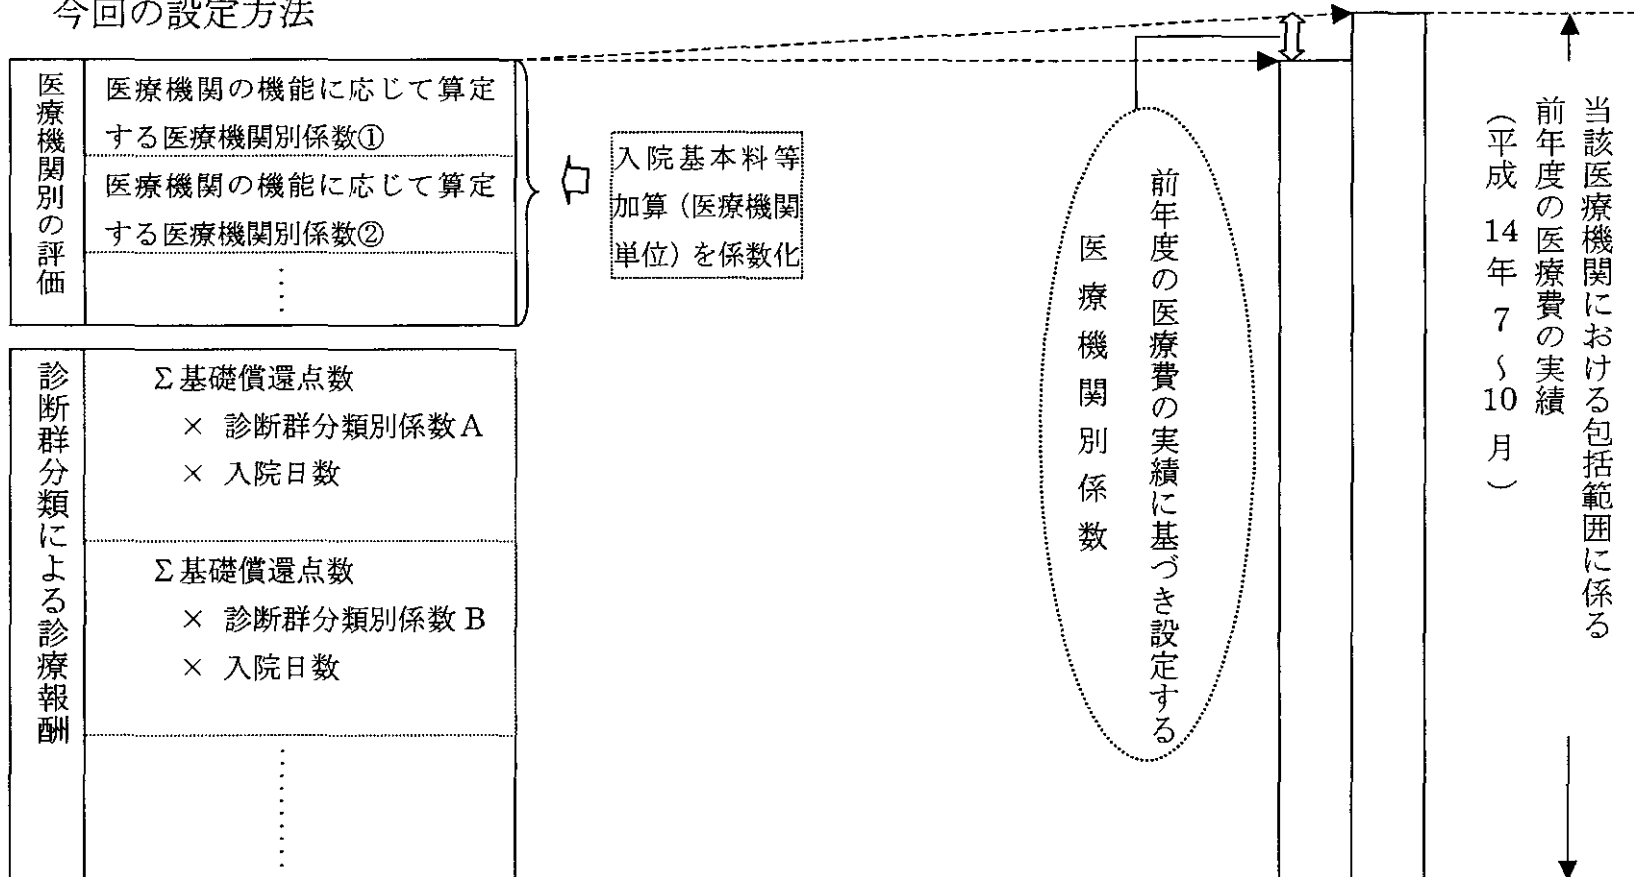 今回の設定方法
医療機関別の評価
医療機関の機能に応じて算定
する医療機関別係数①
医療機関の機能に応じて算定
する医療機関別係数②
入院基本料等
加算（医療機関
単位）を係数化
診断群分類による診療報酬
Σ基礎償還点数
× 診断群分類別係数A
× 入院日数
Σ基礎償還点数
× 診断群分類別係数B
× 入院日数
前年度の医療費の実績に基づき設定する
医療機関別係数
当該医療機関における包括範囲に係る
前年度の医療費の実績
（平成 14 年 7 ～ 10 月）